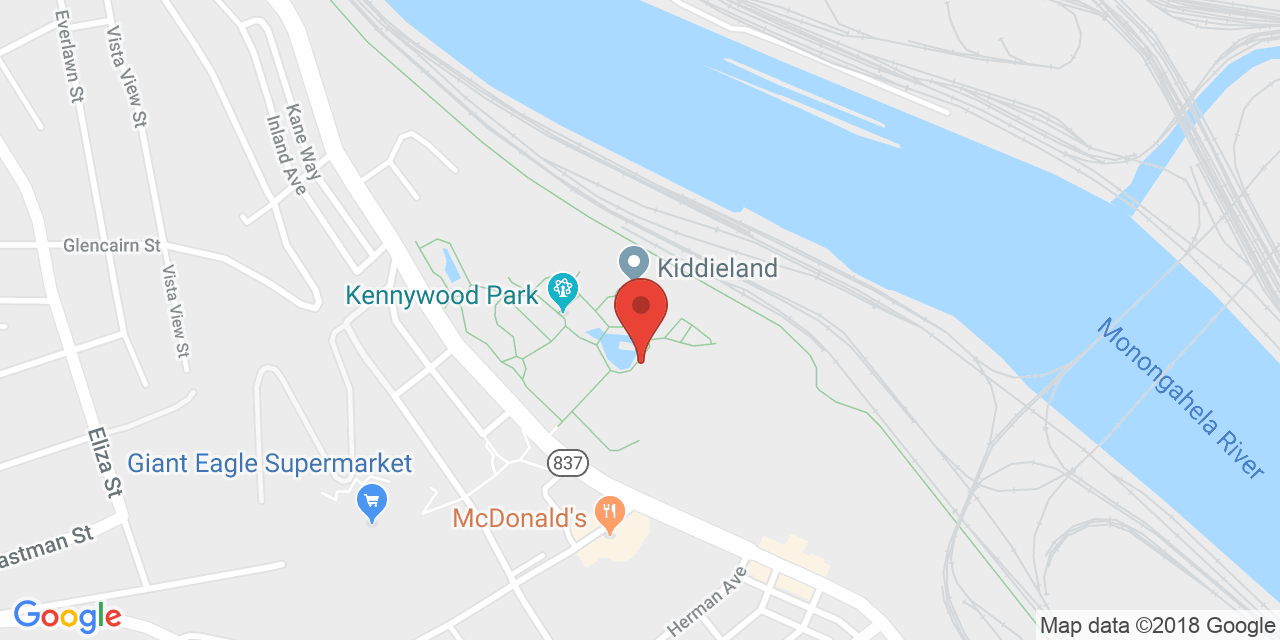 Everlawn St
Vista View St
Kane Way
Inland Ave
Glencairn St
Vista View St
Kiddieland
Kennywood Park
Monongahela River
Eliza St
Giant Eagle Supermarket
837
McDonald's
astman St
Herman Ave
Google
Map data ©2018 Google